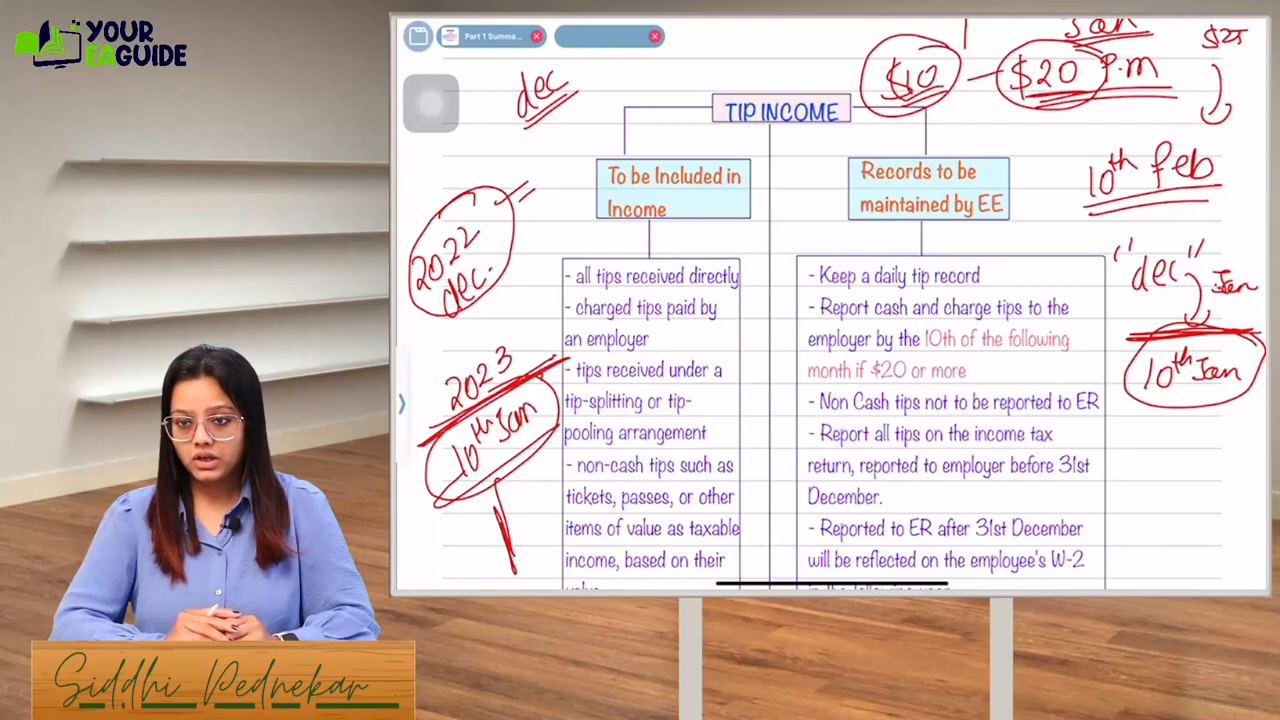 YOUR
EAGUIDE
Part 1 Summa...
Jan
$25
$10 - $20 P.m
dec
TIP INCOME
10th feb
To be Included in
Income
Records to be
maintained by EE
2022
dec.
"dec"
Jan
10th Jan
2023
10th Jan
- all tips received directly
- charged tips paid by
an employer
- tips received under a
tip-splitting or tip-
pooling arrangement
- non-cash tips such as
tickets, passes, or other
items of value as taxable
income, based on their
- Keep a daily tip record
- Report cash and charge tips to the
employer by the 10th of the following
month if $20 or more
- Non Cash tips not to be reported to ER
- Report all tips on the income tax
return, reported to employer before 31st
December.
- Reported to ER after 31st December
will be reflected on the employee's W-2
Siddhi Pednekar